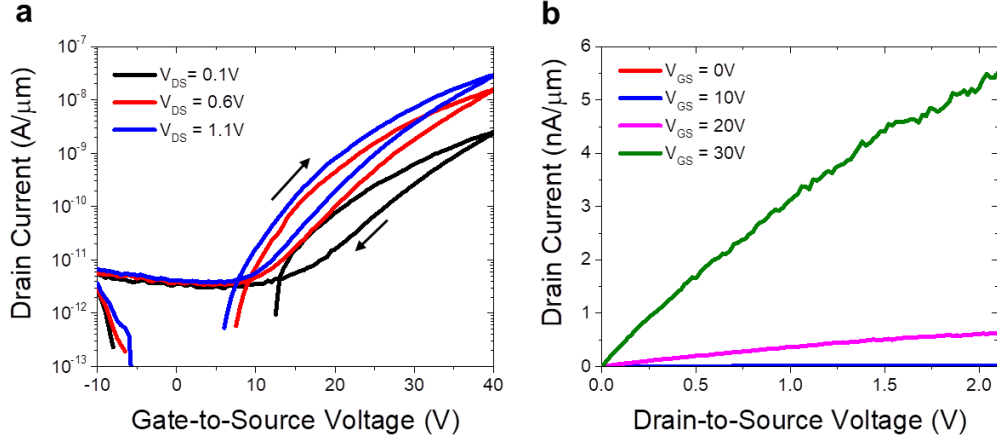 a
V_DS= 0.1V
V_DS= 0.6V
V_DS= 1.1V
10^-7
10^-8
10^-9
10^-10
10^-11
10^-12
10^-13
Drain Current (A/μm)
-10 0 10 20 30 40
Gate-to-Source Voltage (V)
b
V_GS= 0V
V_GS= 10V
V_GS= 20V
V_GS= 30V
6
5
4
3
2
1
0
Drain Current (nA/μm)
0.0 0.5 1.0 1.5 2.0
Drain-to-Source Voltage (V)